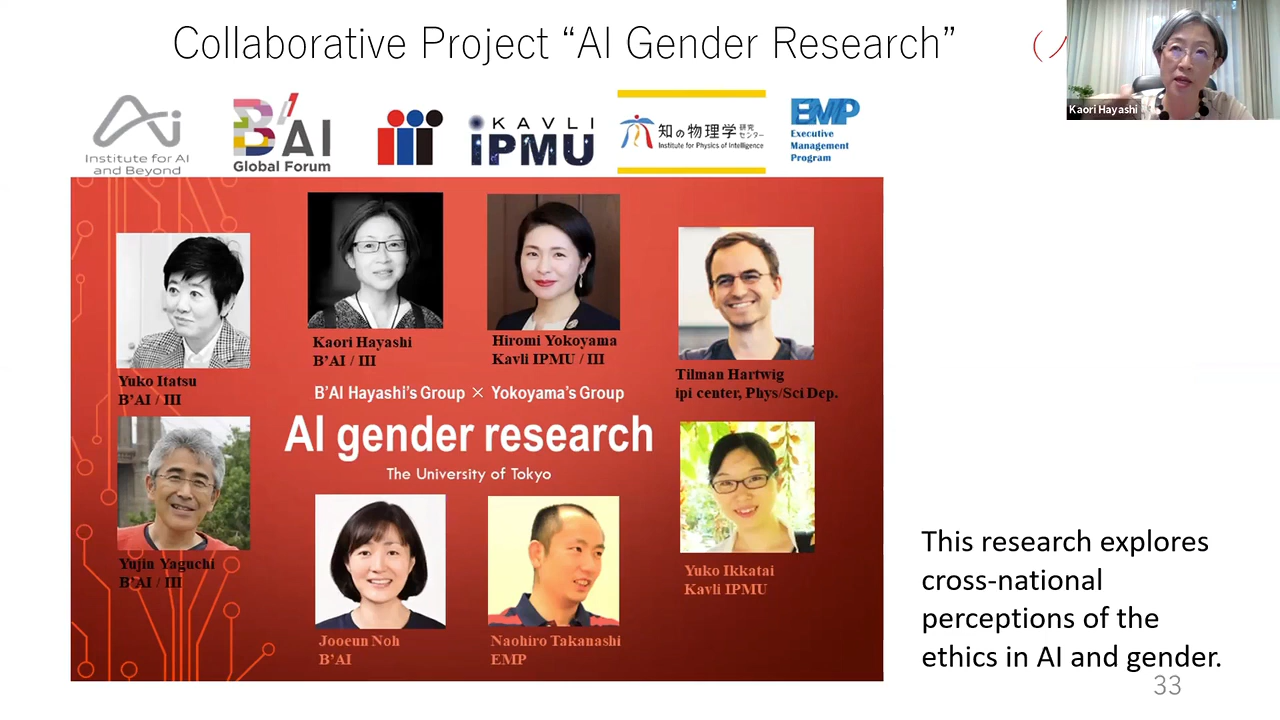 Collaborative Project “AI Gender Research”
Kaori Hayashi
Ai
Institute for AI
and Beyond
B'AI
Global Forum
KAVLI
IPMU
知の物理学 研究センター
Institute for Physics of Intelligence
EMP
Executive
Management
Program
Yuko Itatsu
B’AI / III
Kaori Hayashi
B’AI / III
Hiromi Yokoyama
Kavli IPMU / III
Tilman Hartwig
ipi center, Phys/Sci Dep.
B’AI Hayashi’s Group × Yokoyama’s Group
AI gender research
The University of Tokyo
Yujin Yaguchi
B’AI / III
Jooeun Noh
B’AI
Naohiro Takanashi
EMP
Yuko Ikkatai
Kavli IPMU
This research explores
cross-national
perceptions of the
ethics in AI and gender.
33